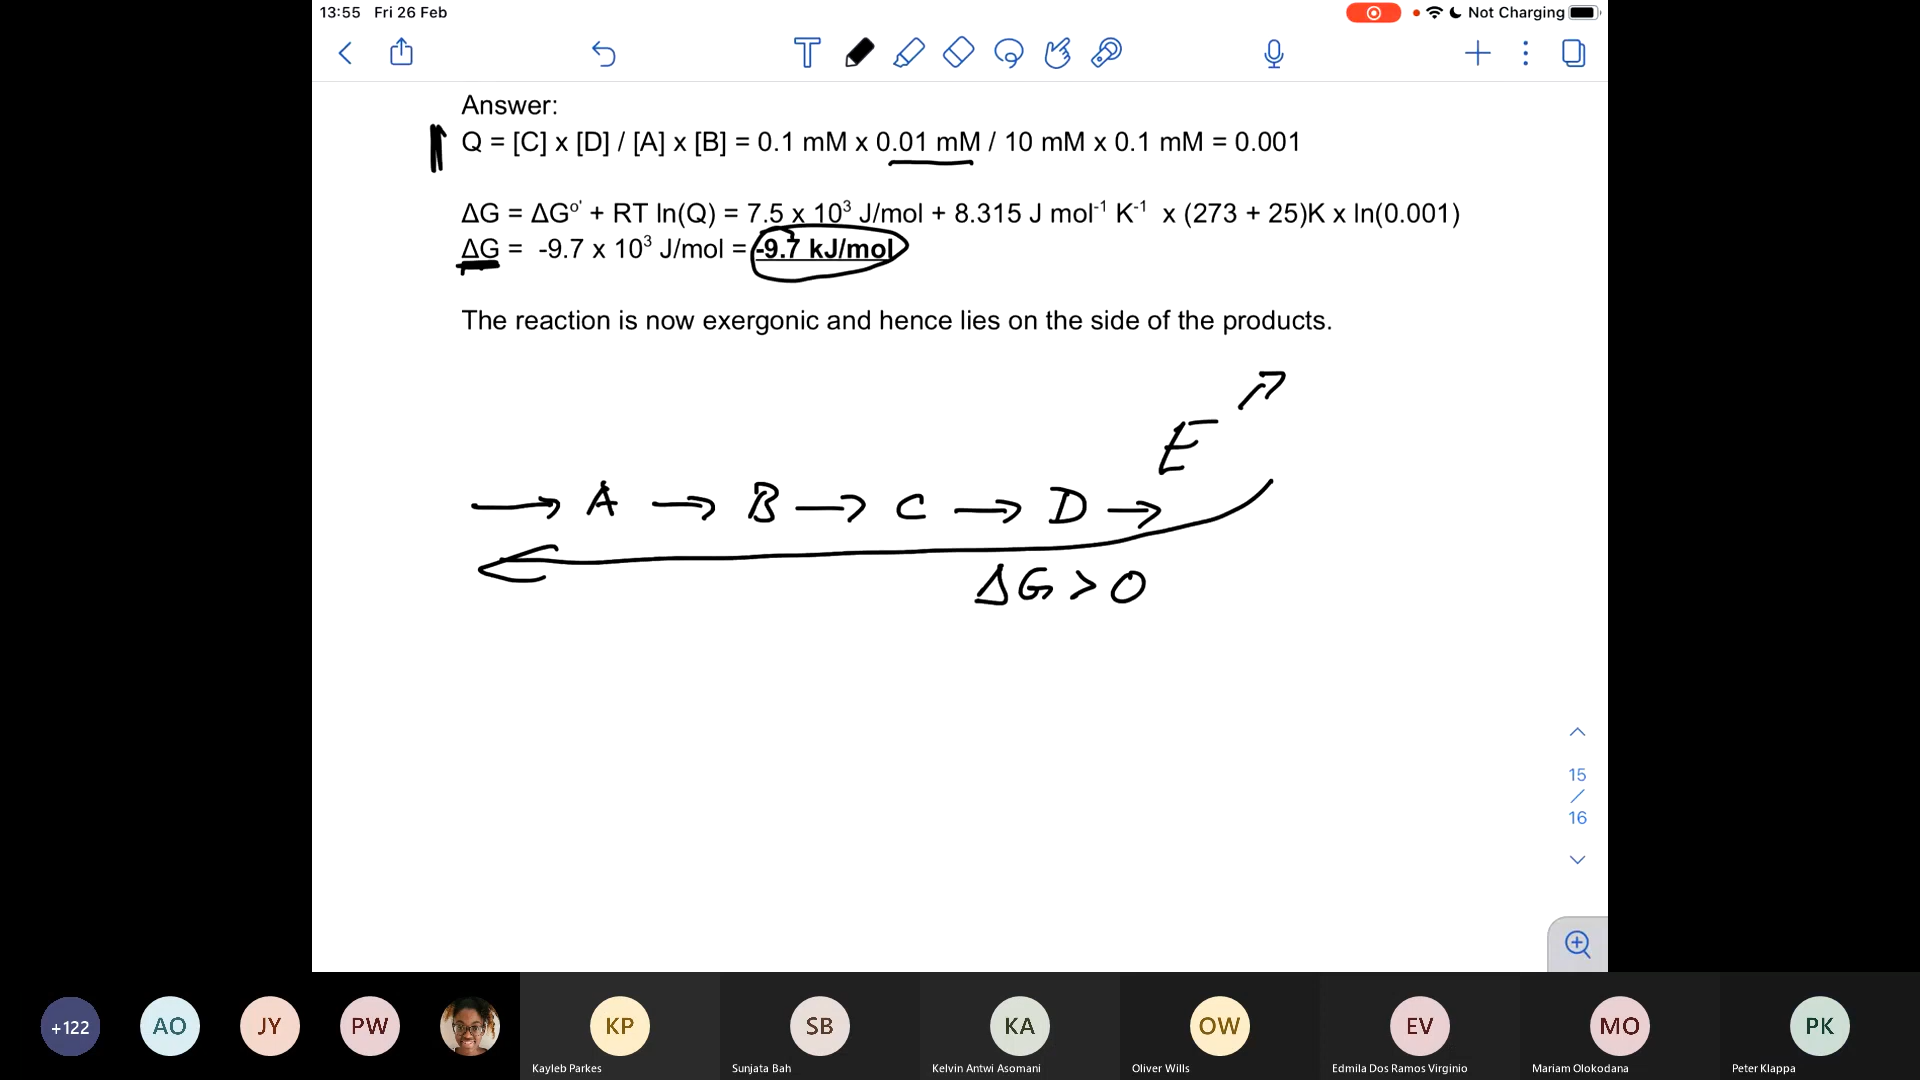 13:55 Fri 26 Feb
Not Charging
Answer:
Q = [C] x [D] / [A] x [B] = 0.1 mM x 0.01 mM / 10 mM x 0.1 mM = 0.001
ΔG = ΔGº' + RT ln(Q) = 7.5 x 10³ J/mol + 8.315 J mol⁻¹ K⁻¹ x (273 + 25)K x ln(0.001)
ΔG = -9.7 x 10³ J/mol = -9.7 kJ/mol
The reaction is now exergonic and hence lies on the side of the products.
E ↗
→ A → B → C → D →
ΔG > 0
15
/
16
+122
AO
JY
PW
KP
SB
KA
OW
EV
MO
PK
Kayleb Parkes
Sunjata Bah
Kelvin Antwi Asomani
Oliver Wills
Edmila Dos Ramos Virginio
Mariam Olokodana
Peter Klappa